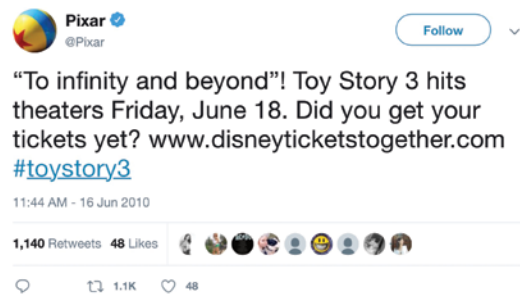 Pixar
@Pixar
Follow
“To infinity and beyond”! Toy Story 3 hits
theaters Friday, June 18. Did you get your
tickets yet? www.disneyticketstogether.com
#toystory3
11:44 AM - 16 Jun 2010
1,140 Retweets 48 Likes
1.1K 48